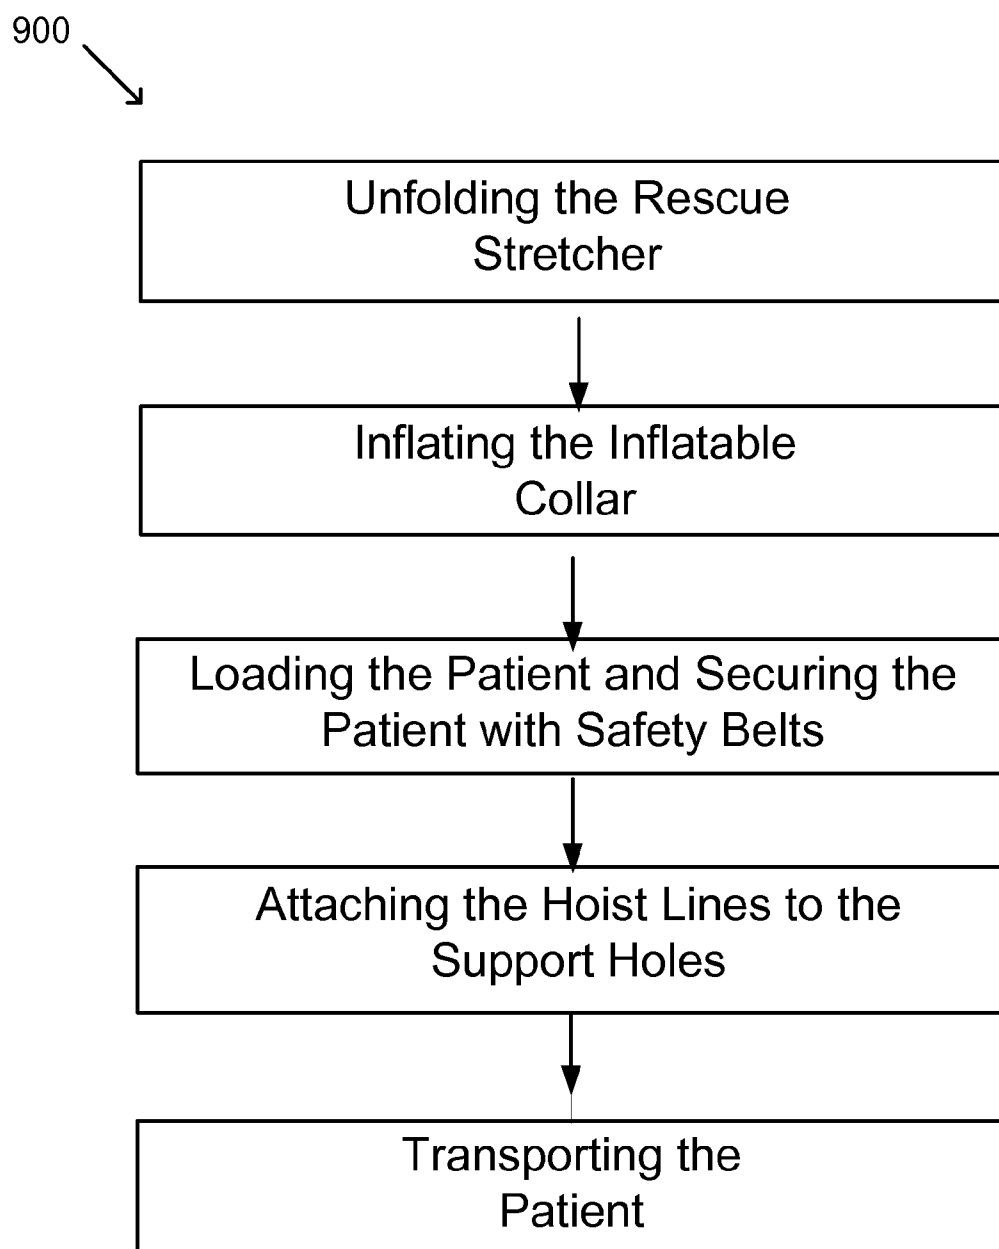 900
Unfolding the Rescue
Stretcher
Inflating the Inflatable
Collar
Loading the Patient and Securing the
Patient with Safety Belts
Attaching the Hoist Lines to the
Support Holes
Transporting the
Patient